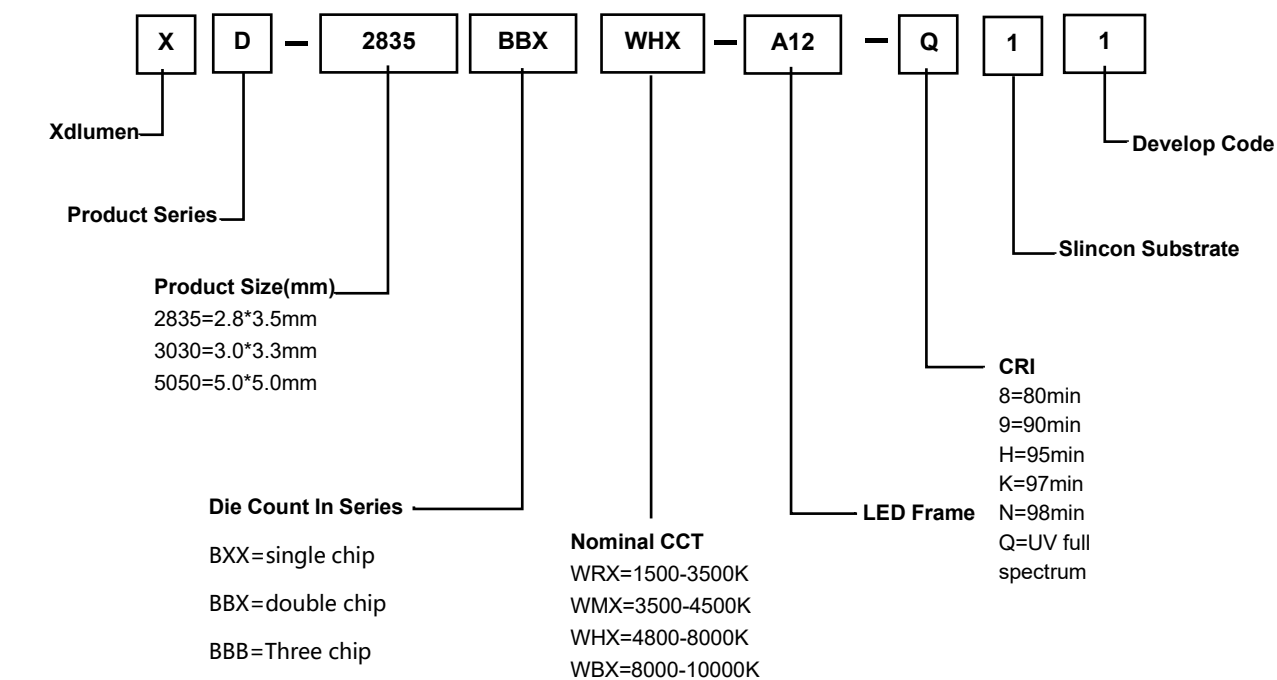 X D – 2835 BBX WHX – A12 – Q 1 1
Xdlumen
Develop Code
Product Series
Slincon Substrate
Product Size(mm)
2835=2.8*3.5mm
3030=3.0*3.3mm
5050=5.0*5.0mm
CRI
8=80min
9=90min
H=95min
K=97min
N=98min
Q=UV full
spectrum
LED Frame
Die Count In Series
BXX=single chip
BBX=double chip
BBB=Three chip
Nominal CCT
WRX=1500-3500K
WMX=3500-4500K
WHX=4800-8000K
WBX=8000-10000K